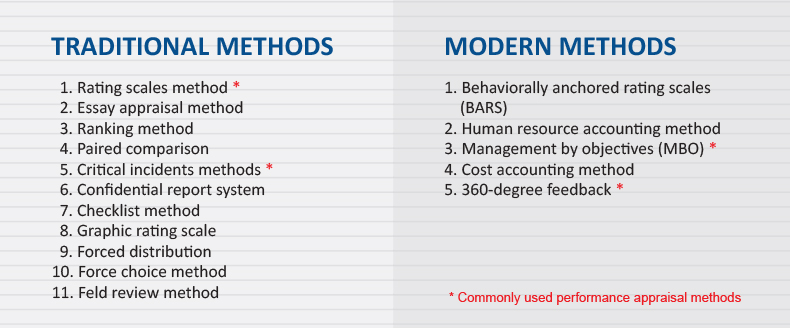 TRADITIONAL METHODS
1. Rating scales method *
2. Essay appraisal method
3. Ranking method
4. Paired comparison
5. Critical incidents methods *
6. Confidential report system
7. Checklist method
8. Graphic rating scale
9. Forced distribution
10. Force choice method
11. Feld review method
MODERN METHODS
1. Behaviorally anchored rating scales
(BARS)
2. Human resource accounting method
3. Management by objectives (MBO) *
4. Cost accounting method
5. 360-degree feedback *
* Commonly used performance appraisal methods